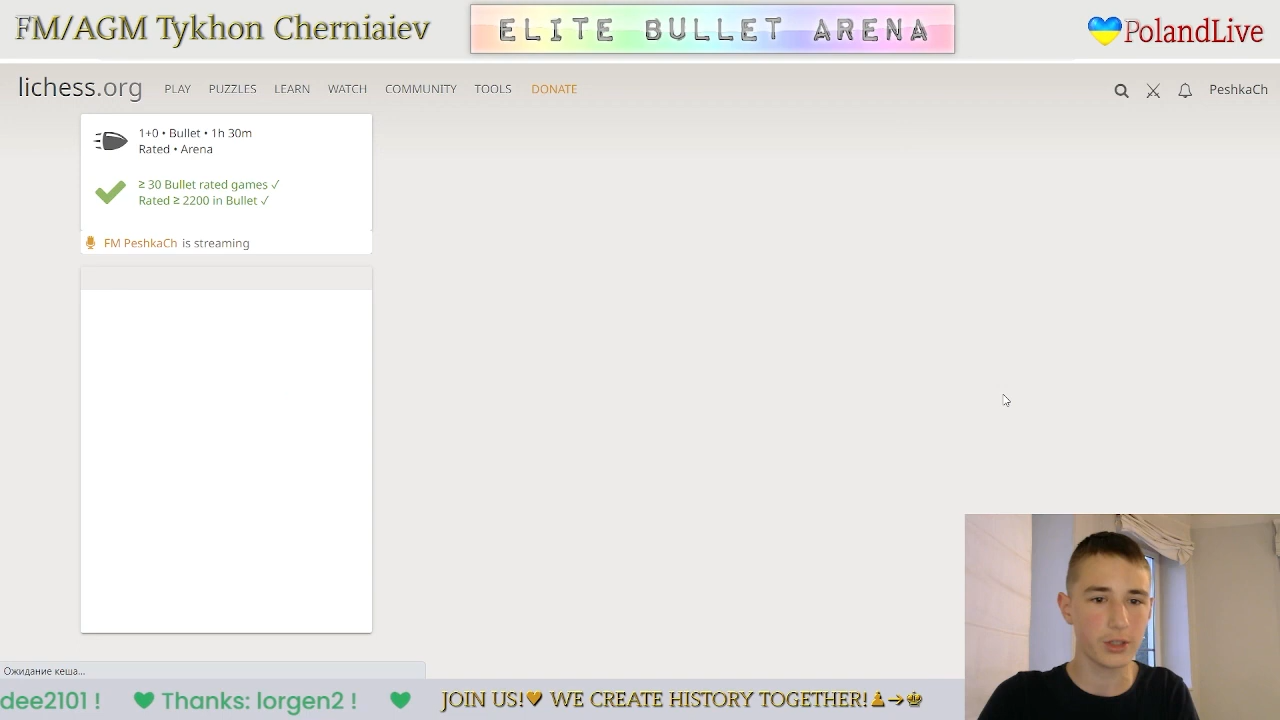 FM/AGM Tykhon Cherniaiev
ELITE BULLET ARENA
PolandLive
lichess.org
PLAY PUZZLES LEARN WATCH COMMUNITY TOOLS DONATE
PeshkaCh
1+0 • Bullet • 1h 30m
Rated • Arena
≥ 30 Bullet rated games ✓
Rated ≥ 2200 in Bullet ✓
FM PeshkaCh is streaming
Ожидание кеша...
dee2101 ! Thanks: lorgen2 ! JOIN US! WE CREATE HISTORY TOGETHER!